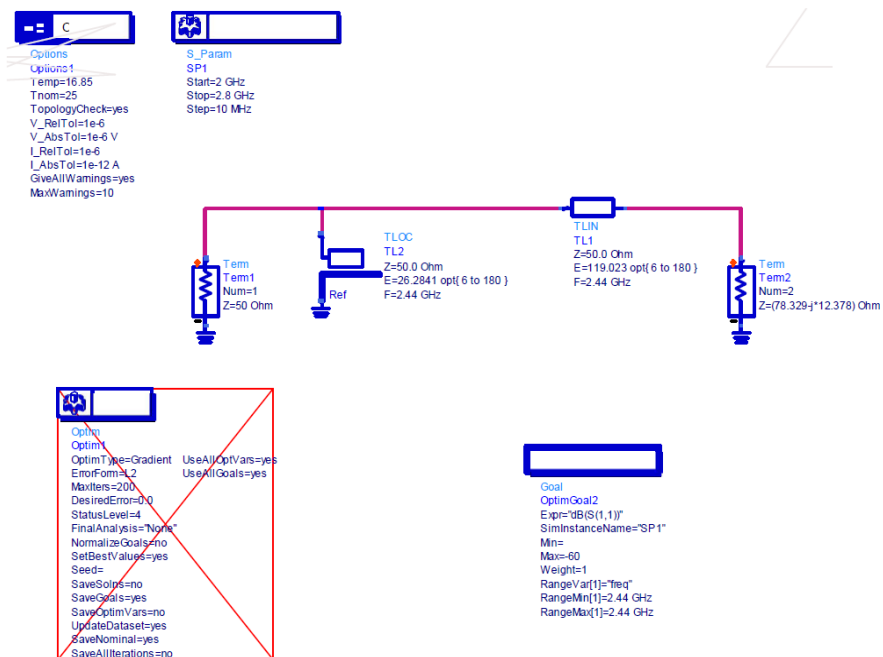 C
Options
Options1
Temp=16.85
Tnom=25
TopologyCheck=yes
V_RelTol=1e-6
V_AbsTol=1e-6 V
I_RelTol=1e-6
I_AbsTol=1e-12 A
GiveAllWarnings=yes
MaxWarnings=10
S_Param
SP1
Start=2 GHz
Stop=2.8 GHz
Step=10 MHz
Term
Term1
Num=1
Z=50 Ohm
TLOC
TL2
Z=50.0 Ohm
E=26.2841 opt{ 6 to 180 }
F=2.44 GHz
Ref
TLIN
TL1
Z=50.0 Ohm
E=119.023 opt{ 6 to 180 }
F=2.44 GHz
Term
Term2
Num=2
Z=(78.329-j*12.378) Ohm
Optim
Optim1
OptimType=Gradient UseAllOptVars=yes
ErrorForm=L2 UseAllGoals=yes
MaxIters=200
DesiredError=0.0
StatusLevel=4
FinalAnalysis="None"
NormalizeGoals=no
SetBestValues=yes
Seed=
SaveSolns=no
SaveGoals=yes
SaveOptimVars=no
UpdateDataset=yes
SaveNominal=yes
SaveAllIterations=no
Goal
OptimGoal2
Expr="dB(S(1,1))"
SimInstanceName="SP1"
Min=
Max=-60
Weight=1
RangeVar[1]="freq"
RangeMin[1]=2.44 GHz
RangeMax[1]=2.44 GHz